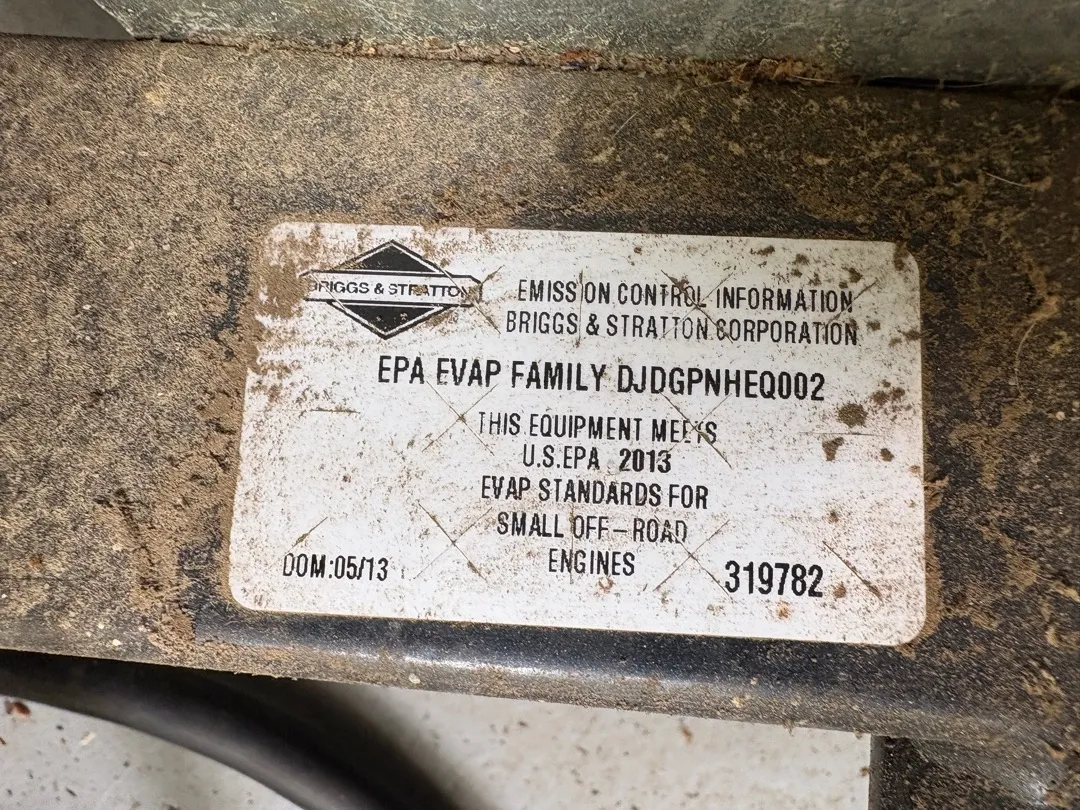 BRIGGS & STRATTON
EMISSION CONTROL INFORMATION
BRIGGS & STRATTON CORPORATION
EPA EVAP FAMILY DJDGPNHEQ002
THIS EQUIPMENT MEETS
U.S.EPA 2013
EVAP STANDARDS FOR
SMALL OFF-ROAD
ENGINES
DOM:05/13
319782